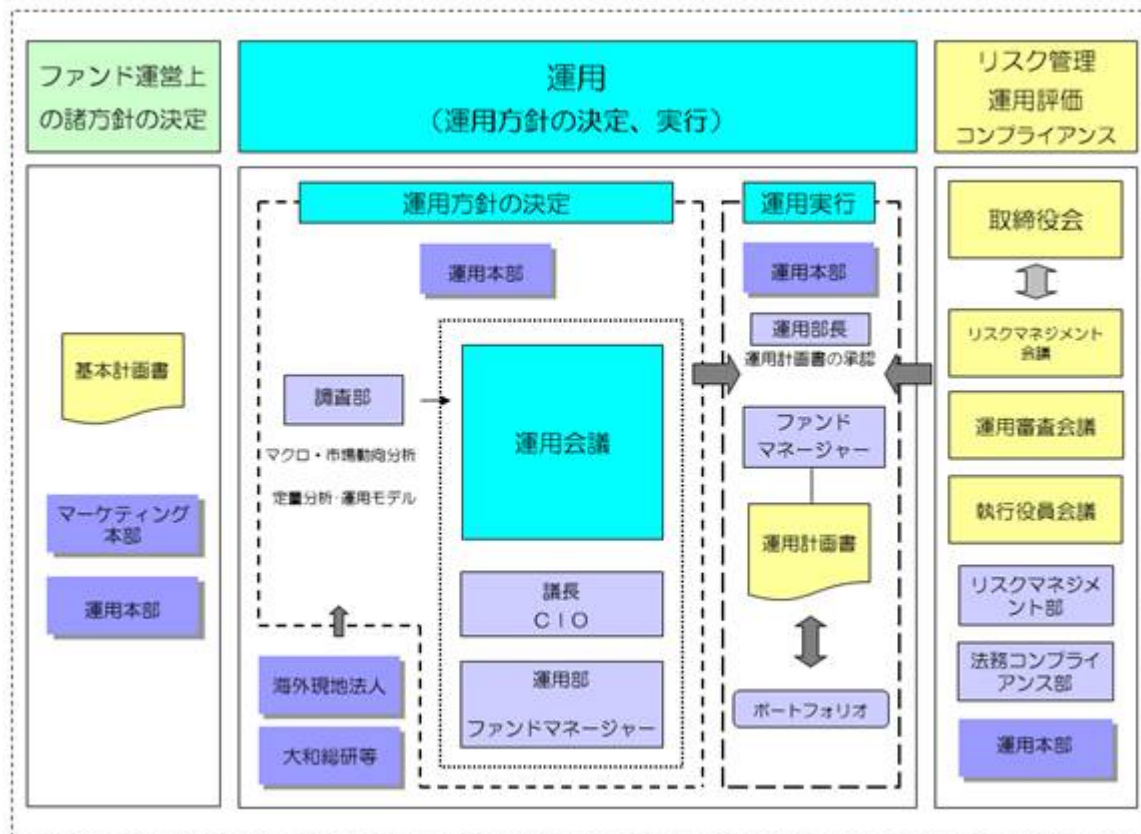 ファンド運営上
の諸方針の決定
運用
（運用方針の決定、実行）
リスク管理
運用評価
コンプライアンス
基本計画書
マーケティング
本部
運用本部
運用方針の決定
運用本部
調査部
マクロ・市場動向分析
定量分析・運用モデル
運用会議
議長
ＣＩＯ
運用部
ファンドマネージャー
海外現地法人
大和総研等
運用実行
運用本部
運用部長
運用計画書の承認
ファンド
マネージャー
運用計画書
ポートフォリオ
取締役会
リスクマネジメント
会議
運用審査会議
執行役員会議
リスクマネジメ
ント部
法務コンプライ
アンス部
運用本部